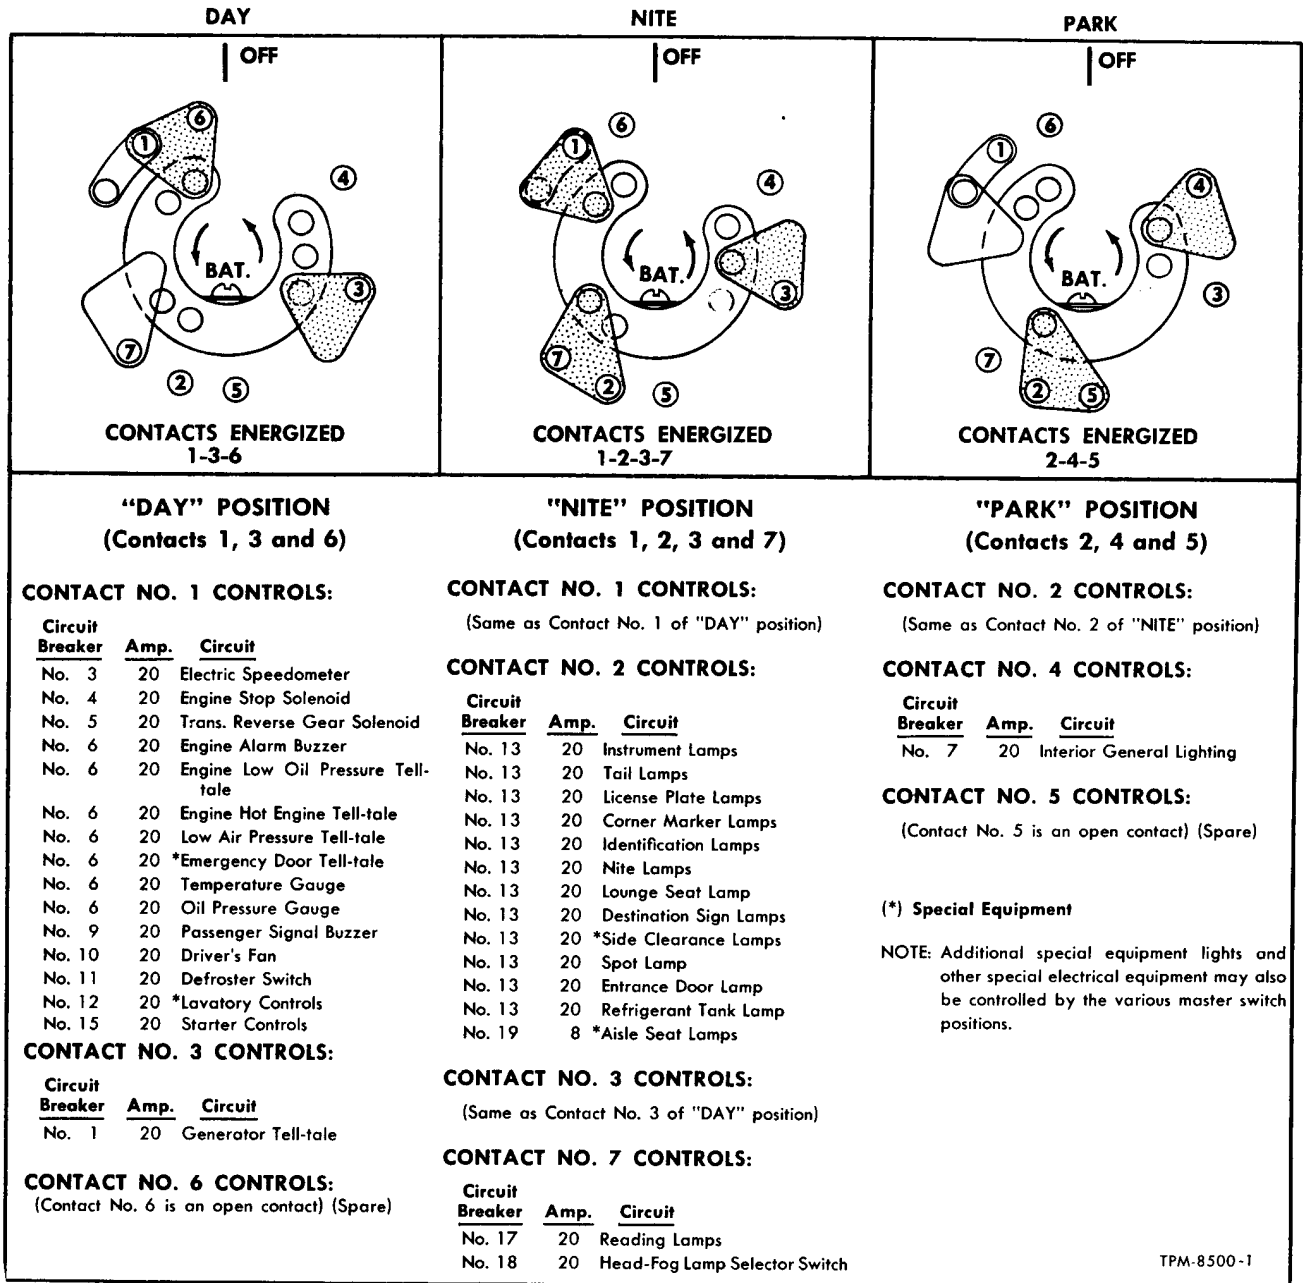 DAY
NITE
PARK
OFF
6
1
4
BAT.
3
7
2
5
CONTACTS ENERGIZED
1-3-6
OFF
6
1
4
BAT.
3
7
2
5
CONTACTS ENERGIZED
1-2-3-7
OFF
6
1
4
BAT.
3
7
2
5
CONTACTS ENERGIZED
2-4-5
“DAY” POSITION
(Contacts 1, 3 and 6)
CONTACT NO. 1 CONTROLS:
Circuit
Breaker Amp. Circuit
No. 3 20 Electric Speedometer
No. 4 20 Engine Stop Solenoid
No. 5 20 Trans. Reverse Gear Solenoid
No. 6 20 Engine Alarm Buzzer
No. 6 20 Engine Low Oil Pressure Tell-
tale
No. 6 20 Engine Hot Engine Tell-tale
No. 6 20 Low Air Pressure Tell-tale
No. 6 20 *Emergency Door Tell-tale
No. 6 20 Temperature Gauge
No. 6 20 Oil Pressure Gauge
No. 9 20 Passenger Signal Buzzer
No. 10 20 Driver's Fan
No. 11 20 Defroster Switch
No. 12 20 *Lavatory Controls
No. 15 20 Starter Controls
CONTACT NO. 3 CONTROLS:
Circuit
Breaker Amp. Circuit
No. 1 20 Generator Tell-tale
CONTACT NO. 6 CONTROLS:
(Contact No. 6 is an open contact) (Spare)
"NITE" POSITION
(Contacts 1, 2, 3 and 7)
CONTACT NO. 1 CONTROLS:
(Same as Contact No. 1 of "DAY" position)
CONTACT NO. 2 CONTROLS:
Circuit
Breaker Amp. Circuit
No. 13 20 Instrument Lamps
No. 13 20 Tail Lamps
No. 13 20 License Plate Lamps
No. 13 20 Corner Marker Lamps
No. 13 20 Identification Lamps
No. 13 20 Nite Lamps
No. 13 20 Lounge Seat Lamp
No. 13 20 Destination Sign Lamps
No. 13 20 *Side Clearance Lamps
No. 13 20 Spot Lamp
No. 13 20 Entrance Door Lamp
No. 13 20 Refrigerant Tank Lamp
No. 19 8 *Aisle Seat Lamps
CONTACT NO. 3 CONTROLS:
(Same as Contact No. 3 of "DAY" position)
CONTACT NO. 7 CONTROLS:
Circuit
Breaker Amp. Circuit
No. 17 20 Reading Lamps
No. 18 20 Head-Fog Lamp Selector Switch
"PARK" POSITION
(Contacts 2, 4 and 5)
CONTACT NO. 2 CONTROLS:
(Same as Contact No. 2 of "NITE" position)
CONTACT NO. 4 CONTROLS:
Circuit
Breaker Amp. Circuit
No. 7 20 Interior General Lighting
CONTACT NO. 5 CONTROLS:
(Contact No. 5 is an open contact) (Spare)
(*) Special Equipment
NOTE: Additional special equipment lights and
other special electrical equipment may also
be controlled by the various master switch
positions.
TPM-8500-1